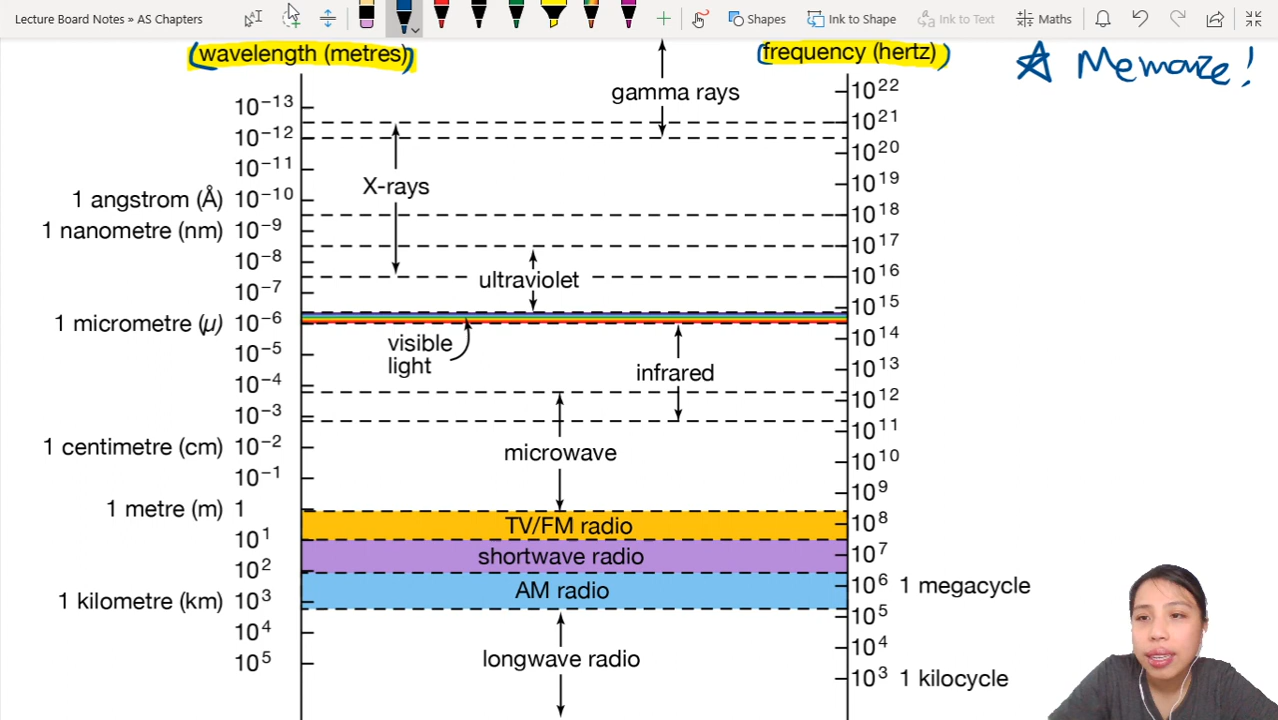 Lecture Board Notes » AS Chapters
Shapes
Ink to Shape
Ink to Text
Maths
wavelength (metres)
frequency (hertz)
Memorize!
gamma rays
10⁻¹³
10²²
10²¹
10⁻¹²
10²⁰
10⁻¹¹
10¹⁹
X-rays
1 angstrom (Å) 10⁻¹⁰
10¹⁸
1 nanometre (nm) 10⁻⁹
10¹⁷
10⁻⁸
10¹⁶
ultraviolet
10⁻⁷
10¹⁵
1 micrometre (μ) 10⁻⁶
10¹⁴
visible
light
10⁻⁵
10¹³
infrared
10⁻⁴
10¹²
10⁻³
10¹¹
1 centimetre (cm) 10⁻²
microwave
10¹⁰
10⁻¹
10⁹
1 metre (m) 1
TV/FM radio
10⁸
10¹
shortwave radio
10⁷
10²
AM radio
10⁶ 1 megacycle
1 kilometre (km) 10³
10⁵
10⁴
10⁴
longwave radio
10⁵
10³ 1 kilocycle